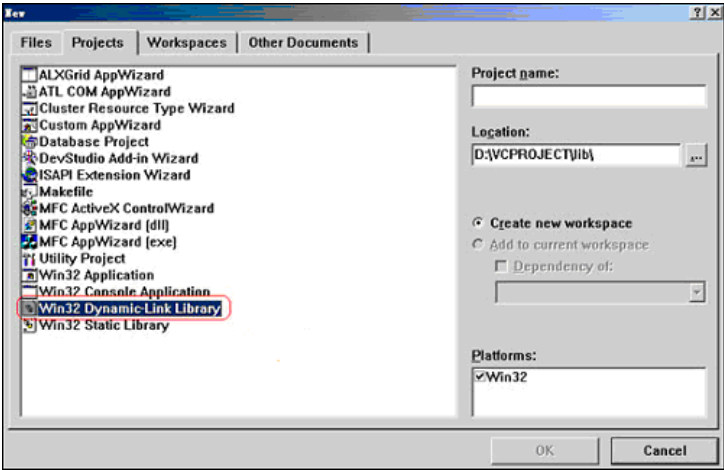 New
Files
Projects
Workspaces
Other Documents
ALXGrid AppWizard
ATL COM AppWizard
Cluster Resource Type Wizard
Custom AppWizard
Database Project
DevStudio Add-in Wizard
ISAPI Extension Wizard
Makefile
MFC ActiveX ControlWizard
MFC AppWizard (dll)
MFC AppWizard (exe)
Utility Project
Win32 Application
Win32 Console Application
Win32 Dynamic-Link Library
Win32 Static Library
Project name:
Location:
D:\VCPROJECT\lib\
...
Create new workspace
Add to current workspace
Dependency of:
Platforms:
Win32
OK
Cancel